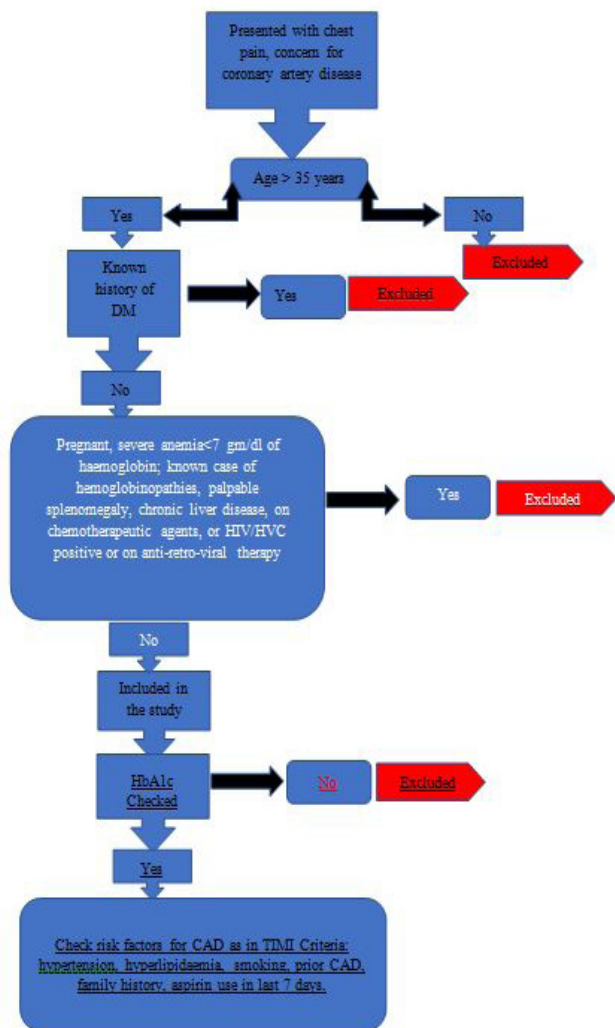 Presented with chest
pain, concern for
coronary artery
disease
Age > 35 years
Yes
No
Excluded
Known
history of
DM
Yes
Excluded
No
Pregnant, severe anemia<7 gm/dl of
haemoglobin; known case of
hemoglobinopathies, palpable
splenomegaly, chronic liver disease, on
chemotherapeutic agents, or HIV/HVC
positive or on anti-retro-viral therapy
Yes
Excluded
No
Included in
the study
HbA1c
Checked
No
Excluded
Yes
Check risk factors for CAD as in TIMI Criteria:
hypertension, hyperlipidaemia, smoking, prior CAD,
family history, aspirin use in last 7 days.